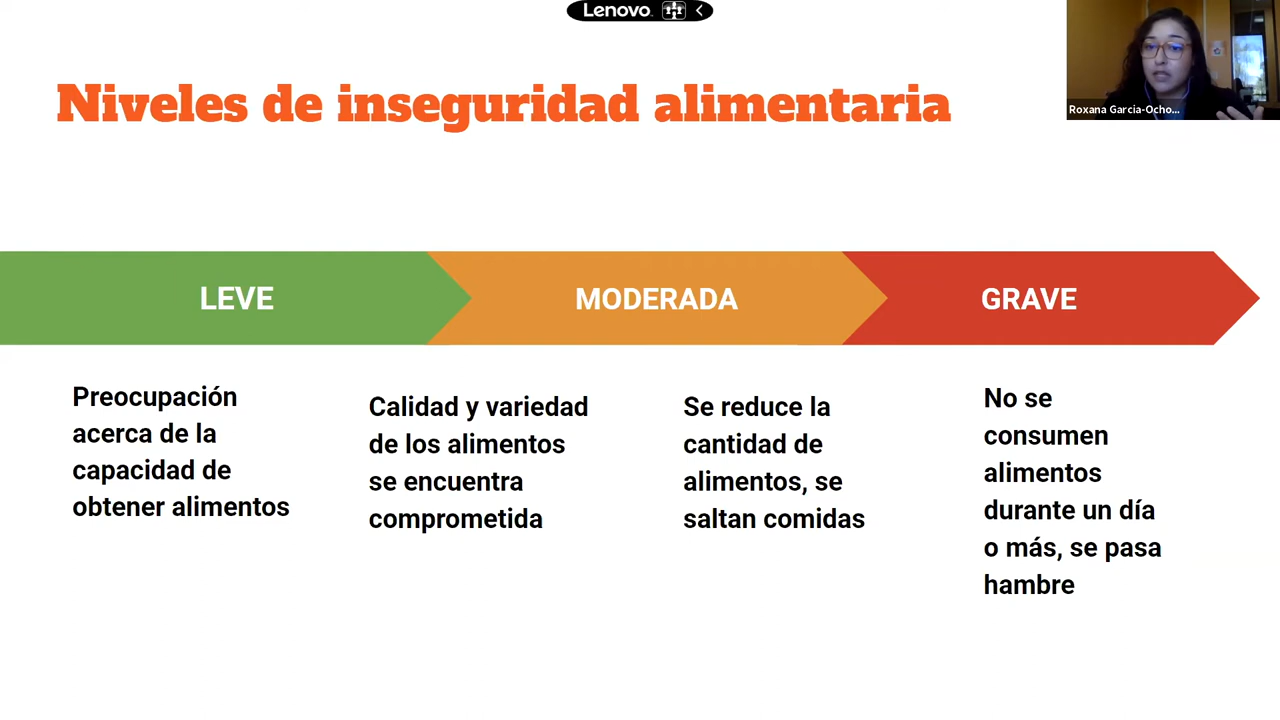 Lenovo
Roxana Garcia-Ocho...
Niveles de inseguridad alimentaria
LEVE
MODERADA
GRAVE
Preocupación
acerca de la
capacidad de
obtener alimentos
Calidad y variedad
de los alimentos
se encuentra
comprometida
Se reduce la
cantidad de
alimentos, se
saltan comidas
No se
consumen
alimentos
durante un día
o más, se pasa
hambre